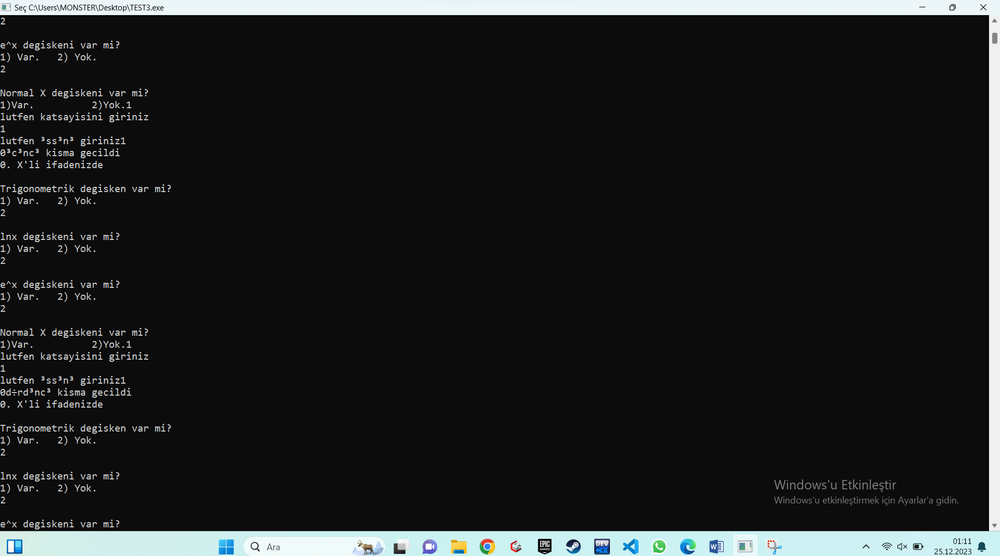 Seç C:\Users\MONSTER\Desktop\TEST3.exe
2
e^x degiskeni var mi?
1) Var.   2) Yok.
2
Normal X degiskeni var mi?
1)Var.          2)Yok.1
lutfen katsayisini giriniz
1
lutfen ³ss³n³ giriniz1
0³c³nc³ kisma gecildi
0. X'li ifadenizde
Trigonometrik degisken var mi?
1) Var.   2) Yok.
2
lnx degiskeni var mi?
1) Var.   2) Yok.
2
e^x degiskeni var mi?
1) Var.   2) Yok.
2
Normal X degiskeni var mi?
1)Var.          2)Yok.1
lutfen katsayisini giriniz
1
lutfen ³ss³n³ giriniz1
0d÷rd³nc³ kisma gecildi
0. X'li ifadenizde
Trigonometrik degisken var mi?
1) Var.   2) Yok.
2
lnx degiskeni var mi?
1) Var.   2) Yok.
2
e^x degiskeni var mi?
Windows'u Etkinleştir
Windows'u etkinleştirmek için Ayarlar'a gidin.
Ara
EPIC GAMES
DEV C++
01:11
25.12.2023